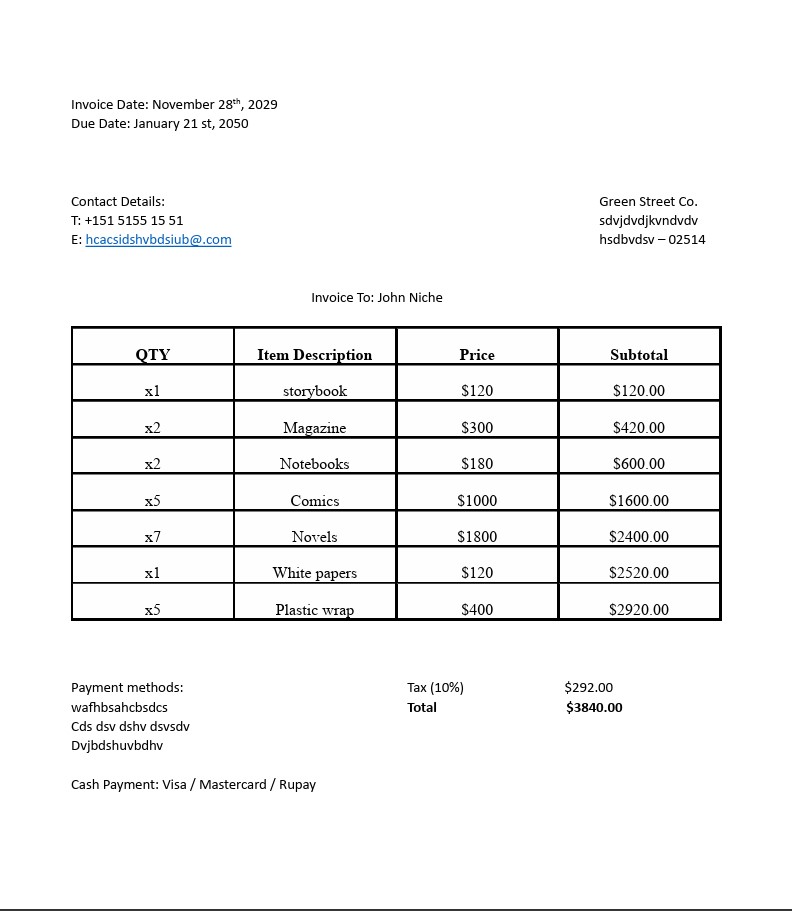 Invoice Date: November 28th, 2029
Due Date: January 21 st, 2050
Contact Details:
T: +151 5155 15 51
E: hcacsidshvbdsiub@.com
Green Street Co.
sdvjdvdjkvndvdv
hsdbvdsv – 02514
Invoice To: John Niche
QTY Item Description Price Subtotal
x1 storybook $120 $120.00
x2 Magazine $300 $420.00
x2 Notebooks $180 $600.00
x5 Comics $1000 $1600.00
x7 Novels $1800 $2400.00
x1 White papers $120 $2520.00
x5 Plastic wrap $400 $2920.00
Payment methods:
wafhbsahcbsdcs
Cds dsv dshv dsvsdv
Dvjbdshuvbdhv
Tax (10%) $292.00
Total $3840.00
Cash Payment: Visa / Mastercard / Rupay